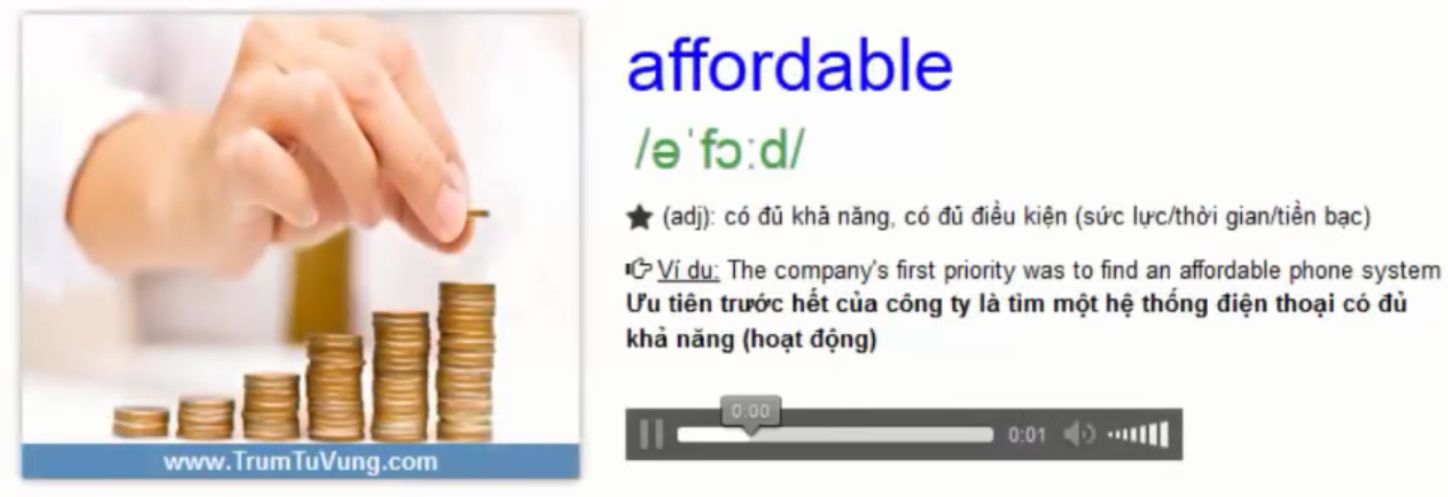 affordable
/ə'fɔ:d/
★ (adj): có đủ khả năng, có đủ điều kiện (sức lực/thời gian/tiền bạc)
Ví dụ: The company's first priority was to find an affordable phone system
Ưu tiên trước hết của công ty là tìm một hệ thống điện thoại có đủ
khả năng (hoạt động)
0:00
0:01
www.TrumTuVung.com